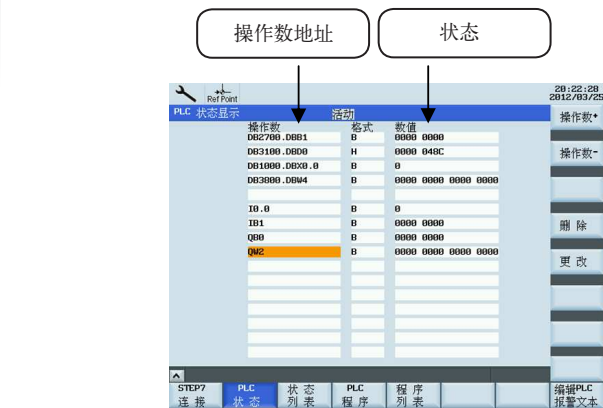 操作数地址 状态
Ref Point
20:22:28
2012/03/25
PLC 状态显示 活动
操作数 格式 数值
DB2700.DBB1 B 0000 0000
DB3100.DBD0 H 0000 048C
DB1000.DBX0.0 B 0
DB3800.DBW4 B 0000 0000 0000 0000
I0.0 B 0
IB1 B 0000 0000
QB0 B 0000 0000
QW2 B 0000 0000 0000 0000
操作数+
操作数-
删除
更改
STEP7 连接
PLC 状态
状态列表
PLC 程序
程序列表
编辑PLC 报警文本